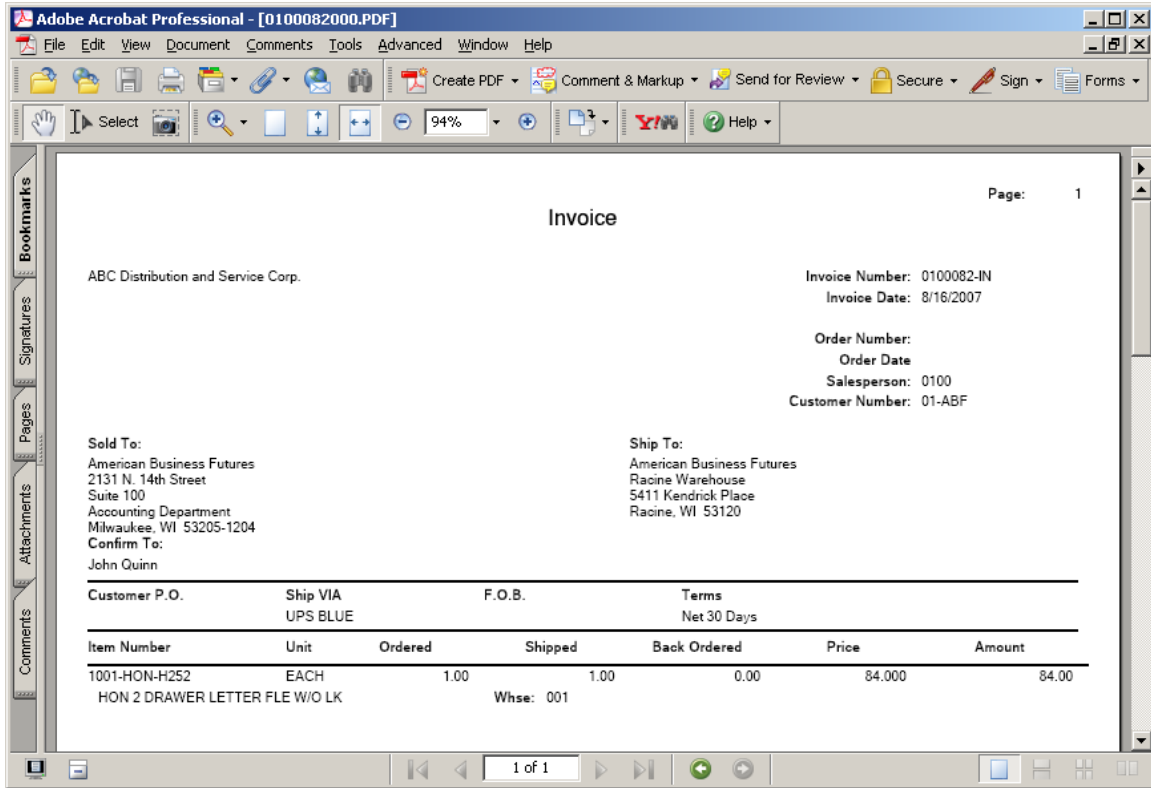 Adobe Acrobat Professional - [0100082000.PDF]
File Edit View Document Comments Tools Advanced Window Help
Create PDF Comment & Markup Send for Review Secure Sign Forms
Select 94% Y! Help
Bookmarks
Signatures
Pages
Attachments
Comments
Page: 1
Invoice
ABC Distribution and Service Corp.
Invoice Number: 0100082-IN
Invoice Date: 8/16/2007
Order Number:
Order Date
Salesperson: 0100
Customer Number: 01-ABF
Sold To:
American Business Futures
2131 N. 14th Street
Suite 100
Accounting Department
Milwaukee, WI 53205-1204
Confirm To:
John Quinn
Ship To:
American Business Futures
Racine Warehouse
5411 Kendrick Place
Racine, WI 53120
Customer P.O. Ship VIA F.O.B. Terms
UPS BLUE Net 30 Days
Item Number Unit Ordered Shipped Back Ordered Price Amount
1001-HON-H252 EACH 1.00 1.00 0.00 84.000 84.00
HON 2 DRAWER LETTER FLE W/O LK Whse: 001
1 of 1